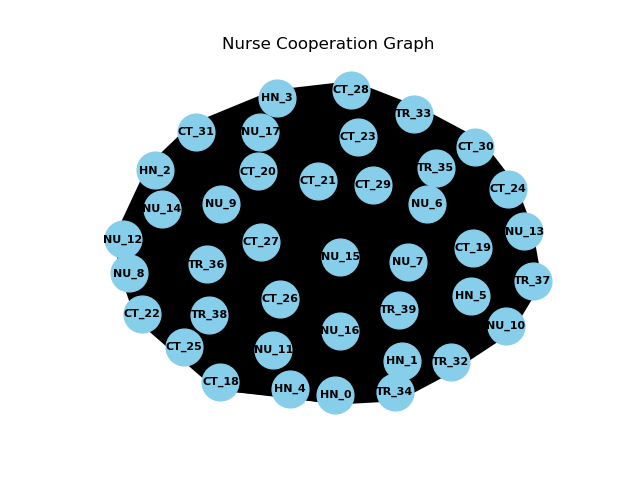 Nurse Cooperation Graph
CT_28
HN_3
TR_33
CT_31
NU_17
CT_23
CT_30
HN_2
CT_20
TR_35
CT_21
CT_29
CT_24
NU_14
NU_9
NU_6
NU_12
CT_27
NU_13
CT_19
NU_15
NU_7
TR_36
NU_8
TR_37
CT_26
HN_5
CT_22
TR_38
TR_39
NU_10
NU_16
CT_25
NU_11
HN_1
TR_32
CT_18
HN_4
HN_0
TR_34